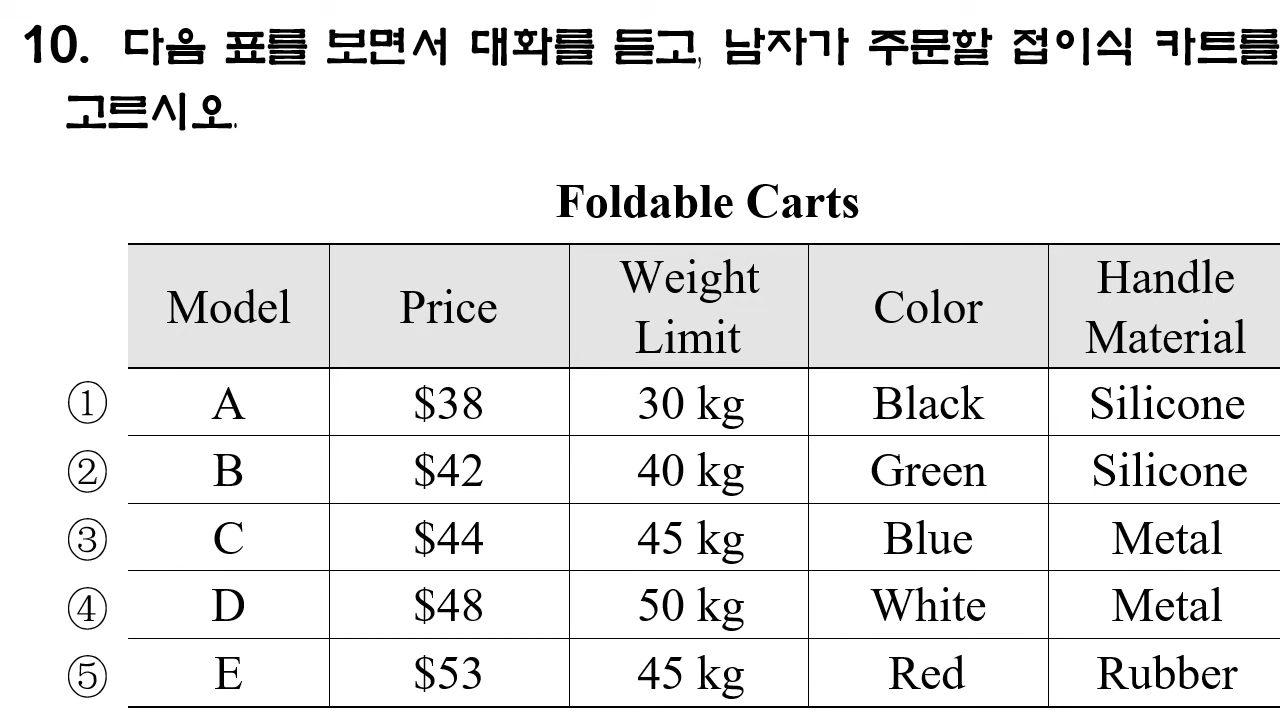 10. 다음 표를 보면서 대화를 듣고, 남자가 주문할 접이식 카트를
고르시오.
Foldable Carts
Model Price Weight Limit Color Handle Material
① A $38 30 kg Black Silicone
② B $42 40 kg Green Silicone
③ C $44 45 kg Blue Metal
④ D $48 50 kg White Metal
⑤ E $53 45 kg Red Rubber